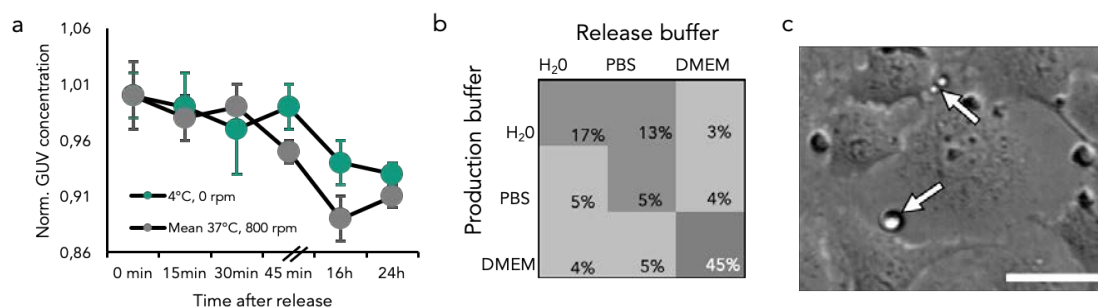 a
Norm. GUV concentration
1,06
1,01
0,96
0,91
0,86
4°C, 0 rpm
Mean 37°C, 800 rpm
0 min 15min 30min 45 min 16h 24h
Time after release
b
Release buffer
H₂0 PBS DMEM
Production buffer
H₂0 17% 13% 3%
PBS 5% 5% 4%
DMEM 4% 5% 45%
c